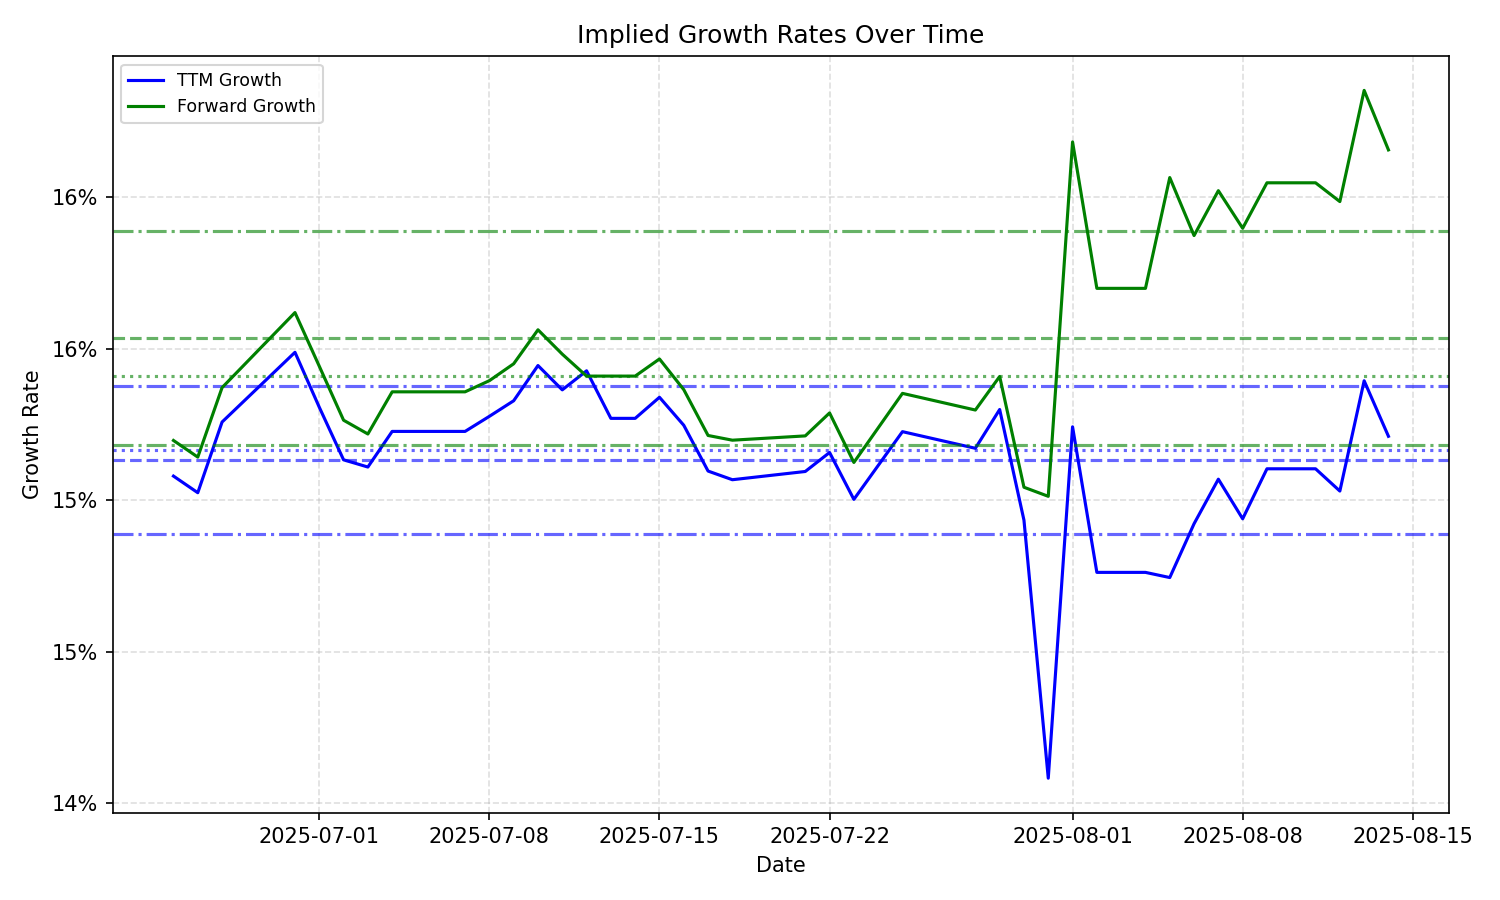 Implied Growth Rates Over Time
TTM Growth
Forward Growth
16%
16%
15%
15%
14%
Growth Rate
2025-07-01
2025-07-08
2025-07-15
2025-07-22
2025-08-01
2025-08-08
2025-08-15
Date